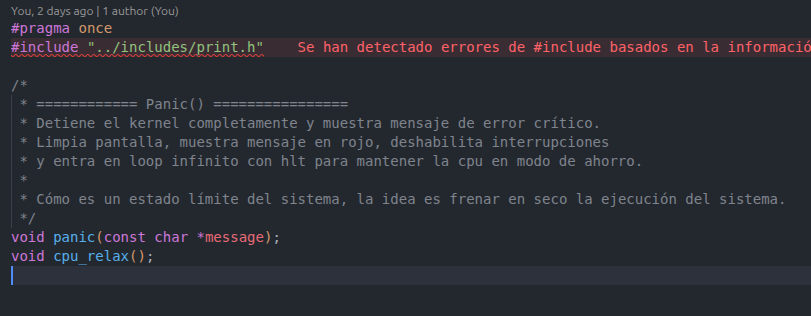 You, 2 days ago | 1 author (You)
#pragma once
#include "../includes/print.h" Se han detectado errores de #include basados en la informació
/*
* ============ Panic() ================
* Detiene el kernel completamente y muestra mensaje de error crítico.
* Limpia pantalla, muestra mensaje en rojo, deshabilita interrupciones
* y entra en loop infinito con hlt para mantener la cpu en modo de ahorro.
*
* Cómo es un estado límite del sistema, la idea es frenar en seco la ejecución del sistema.
*/
void panic(const char *message);
void cpu_relax();